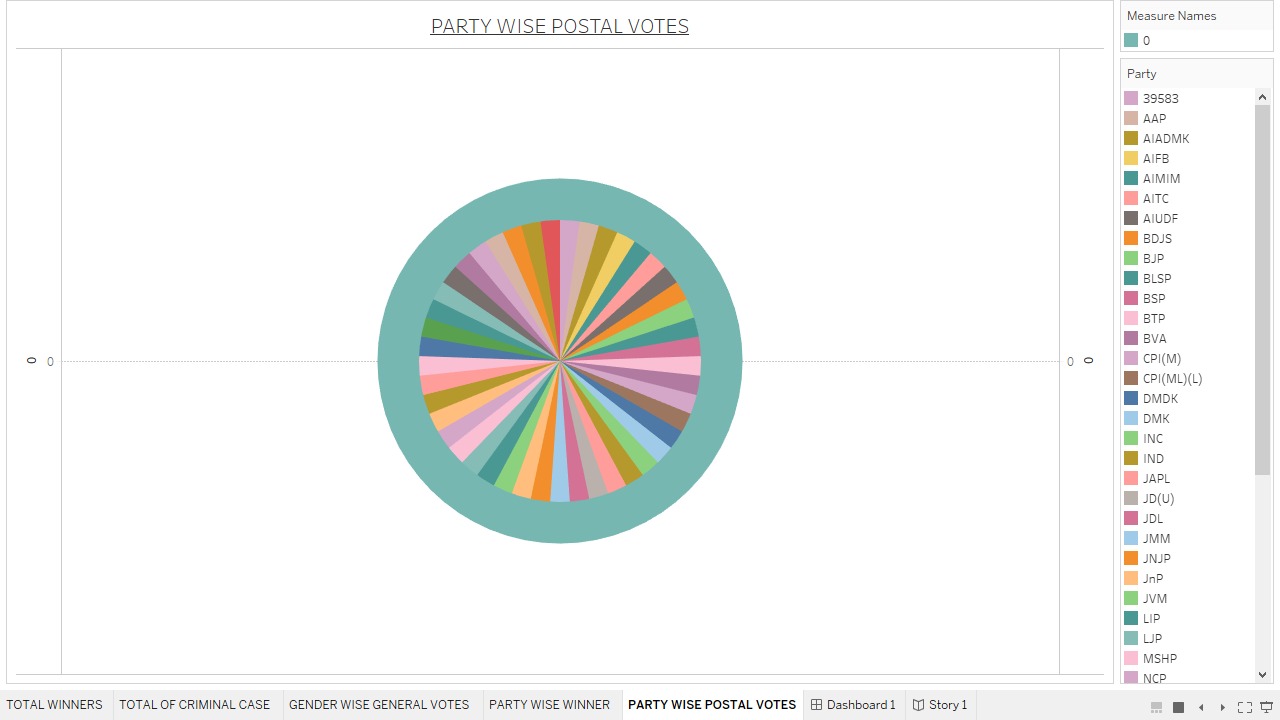 PARTY WISE POSTAL VOTES
0
0
0
0
Measure Names
0
Party
39583
AAP
AIADMK
AIFB
AIMIM
AITC
AIUDF
BDJS
BJP
BLSP
BSP
BTP
BVA
CPI(M)
CPI(ML)(L)
DMDK
DMK
INC
IND
JAPL
JD(U)
JDL
JMM
JNJP
JnP
JVM
LIP
LJP
MSHP
NCP
TOTAL WINNERS
TOTAL OF CRIMINAL CASE
GENDER WISE GENERAL VOTES
PARTY WISE WINNER
PARTY WISE POSTAL VOTES
Dashboard 1
Story 1